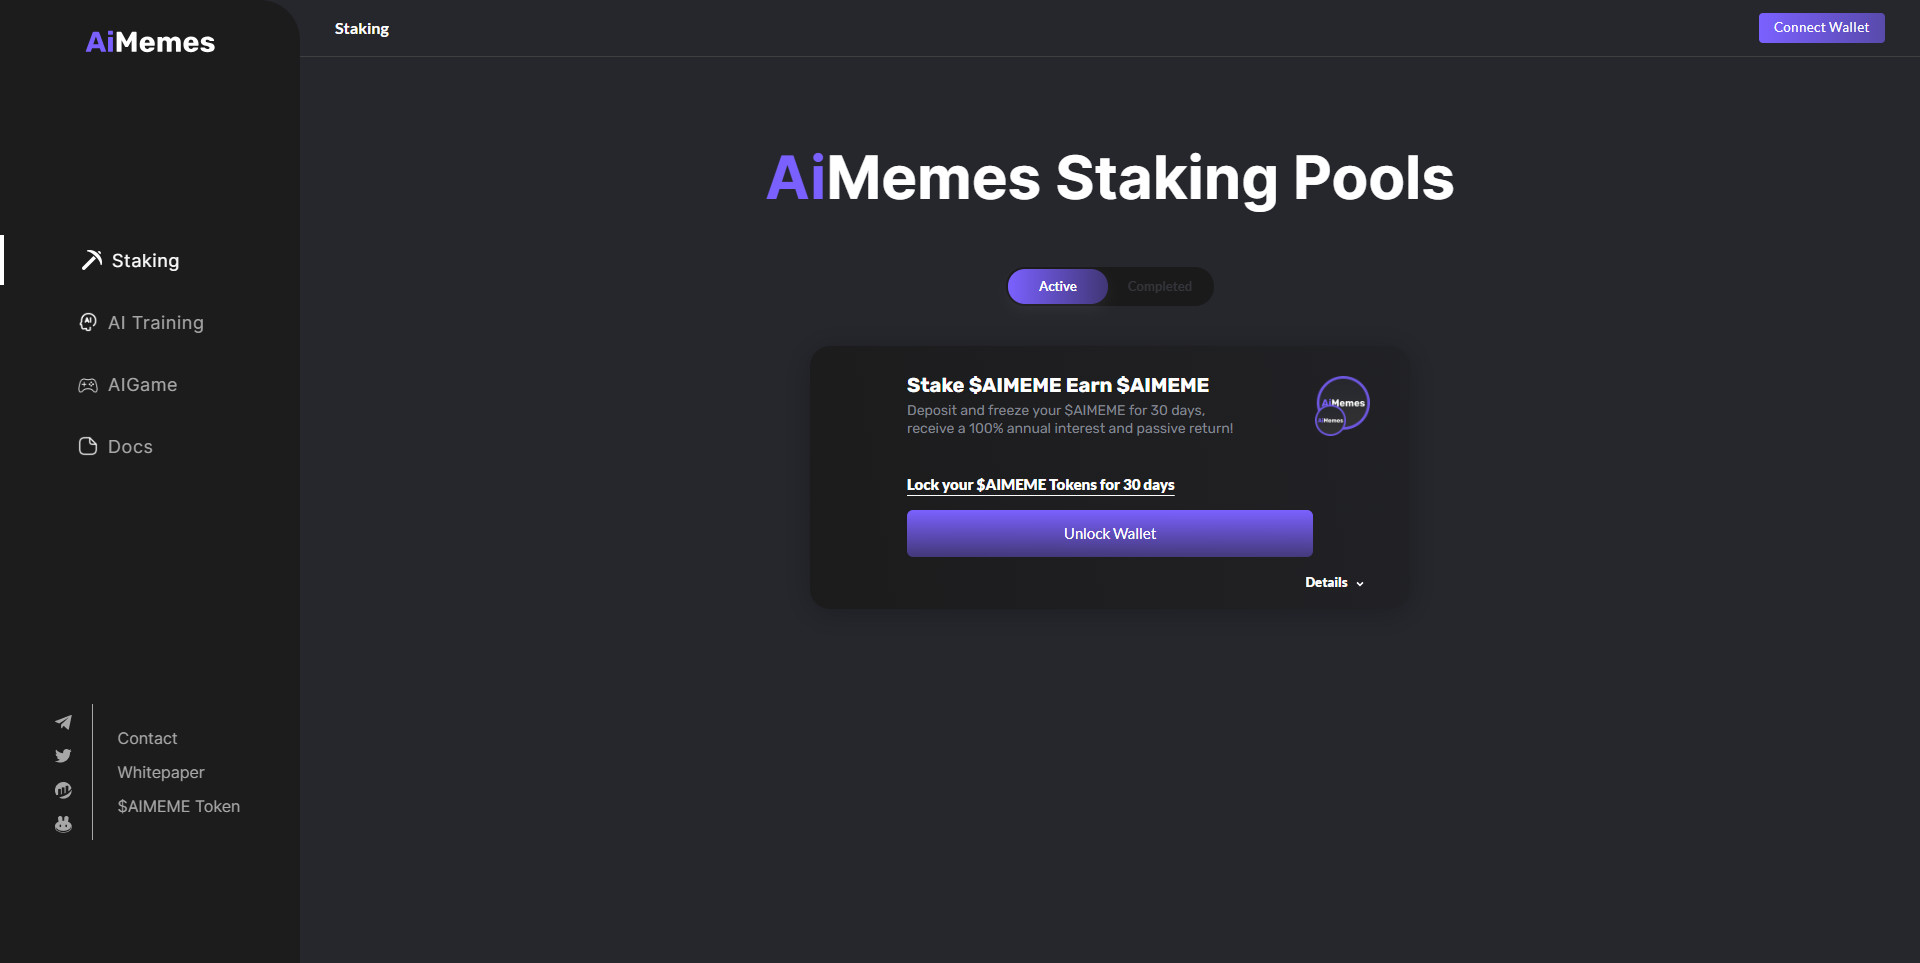 AiMemes
Staking
Connect Wallet
AiMemes Staking Pools
Active
Completed
Staking
AI Training
AIGame
Docs
Stake $AIMEME Earn $AIMEME
Deposit and freeze your $AIMEME for 30 days,
receive a 100% annual interest and passive return!
AiMemes
AiMemes
Lock your $AIMEME Tokens for 30 days
Unlock Wallet
Details
Contact
Whitepaper
$AIMEME Token